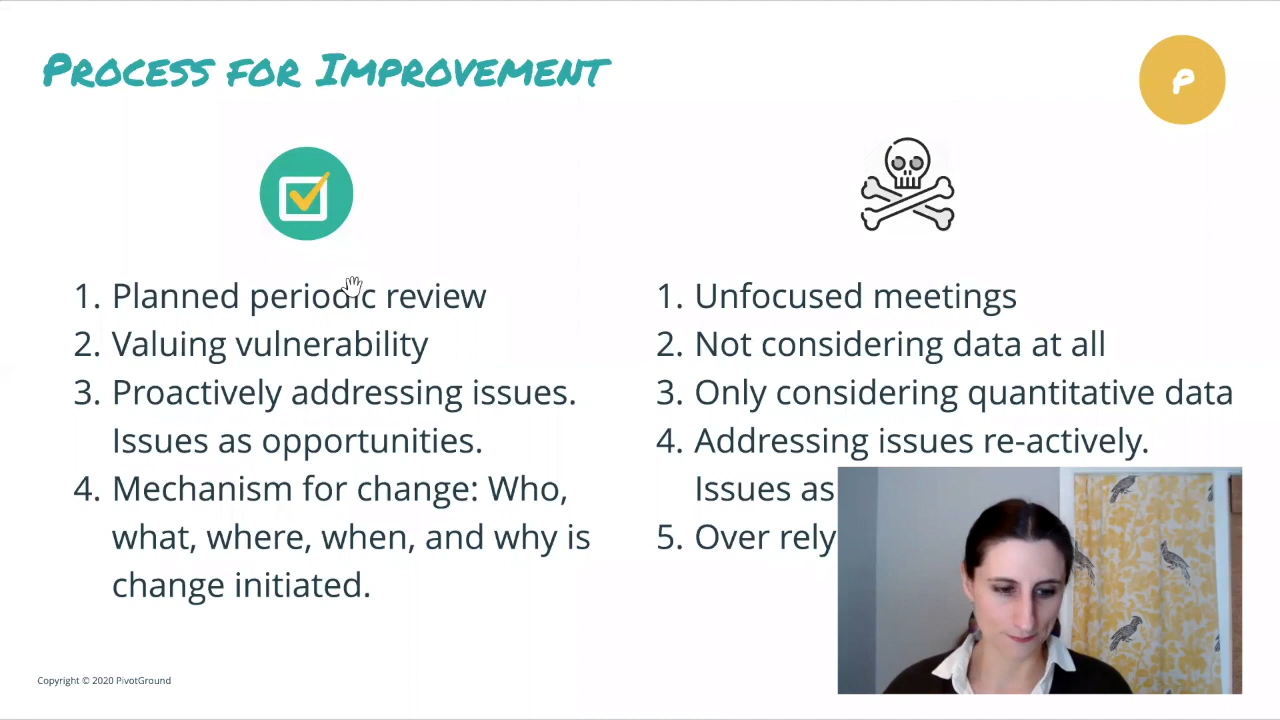 Process for Improvement
P
1. Planned periodic review
2. Valuing vulnerability
3. Proactively addressing issues.
Issues as opportunities.
4. Mechanism for change: Who,
what, where, when, and why is
change initiated.
1. Unfocused meetings
2. Not considering data at all
3. Only considering quantitative data
4. Addressing issues re-actively.
Issues as
5. Over rely
Copyright © 2020 PivotGround